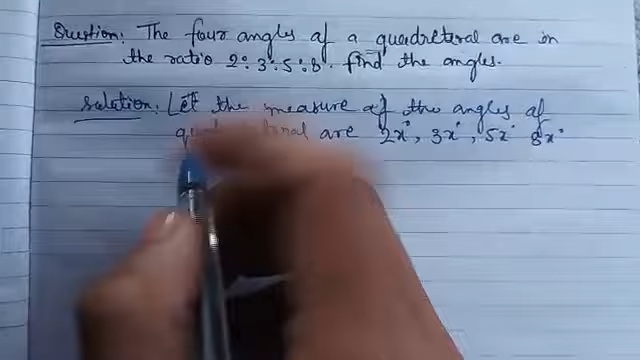 Question: The four angles of a quadreteral are in
the ratio 2:3:5:8. find the angles.
Solution: Let the measure of the angles of
are 2x°, 3x°, 5x° 8x°